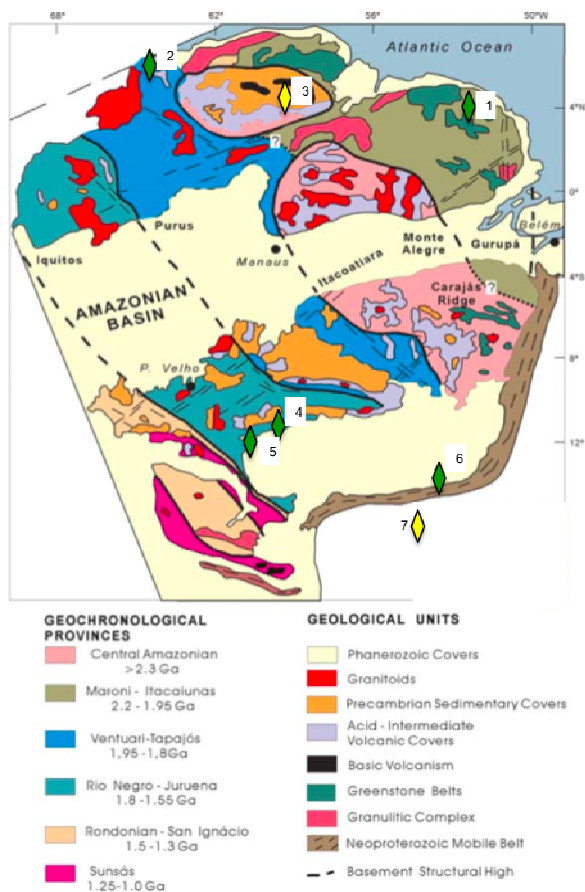 68°
62°
56°
50°W
Atlantic Ocean
2
3
1
4°N
?
0°
Belém
Purus
Monte
Alegre
Gurupá
Iquitos
Manaus
Itacoatiara
4°S
Carajás
Ridge
?
AMAZONIAN
BASIN
8°
P. Velho
4
12°
5
6
7
GEOCHRONOLOGICAL
PROVINCES
Central Amazonian
>2.3 Ga
Maroni - Itacaiunas
2.2 - 1.95 Ga
Ventuari-Tapajós
1,95 -1,8Ga
Rio Negro - Juruena
1.8 - 1.55 Ga
Rondonian - San Ignácio
1.5 - 1.3 Ga
Sunsás
1.25-1.0 Ga
GEOLOGICAL UNITS
Phanerozoic Covers
Granitoids
Precambrian Sedimentary Covers
Acid - Intermediate
Volcanic Covers
Basic Volcanism
Greenstone Belts
Granulitic Complex
Neoproterozoic Mobile Belt
Basement Structural High